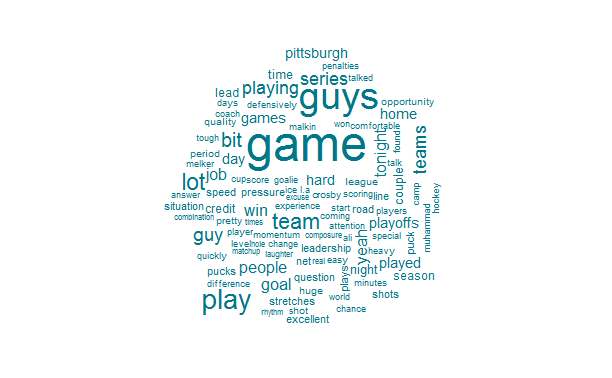 pittsburgh
penalties
time
series
talked
lead
playing
guys
opportunity
days
defensively
home
coach
quality
games
malkin
won
comfortable
found
tough
bit
game
tonight
teams
period
day
talk
melker
lot
job
cup
score
goalie
hard
league
couple
camp
answer
speed
pressure
ice
l.a
crosby
scoring
line
hockey
excuse
situation
credit
win
experience
start
road
players
combination
pretty
times
team
coming
playoffs
guy
player
momentum
composure
attention
ali
yeah
special
puck
muhammad
level
hole
change
leadership
heavy
matchup
laughter
quickly
people
net
real
easy
night
played
pucks
question
plays
season
difference
goal
huge
world
minutes
play
stretches
shots
rhythm
shot
chance
excellent